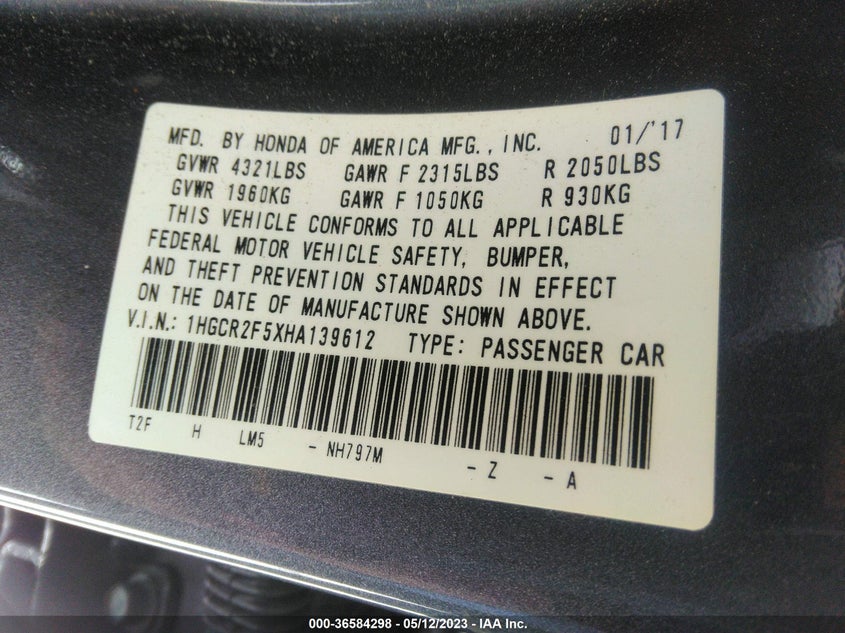 MFD. BY HONDA OF AMERICA MFG., INC. 01/'17
GVWR 4321LBS GAWR F 2315LBS R 2050LBS
GVWR 1960KG GAWR F 1050KG R 930KG
THIS VEHICLE CONFORMS TO ALL APPLICABLE
FEDERAL MOTOR VEHICLE SAFETY, BUMPER,
AND THEFT PREVENTION STANDARDS IN EFFECT
ON THE DATE OF MANUFACTURE SHOWN ABOVE.
V.I.N.: 1HGCR2F5XHA139612 TYPE: PASSENGER CAR
T2F H LM5 - NH797M - Z - A
000-36584298 - 05/12/2023 - IAA Inc.